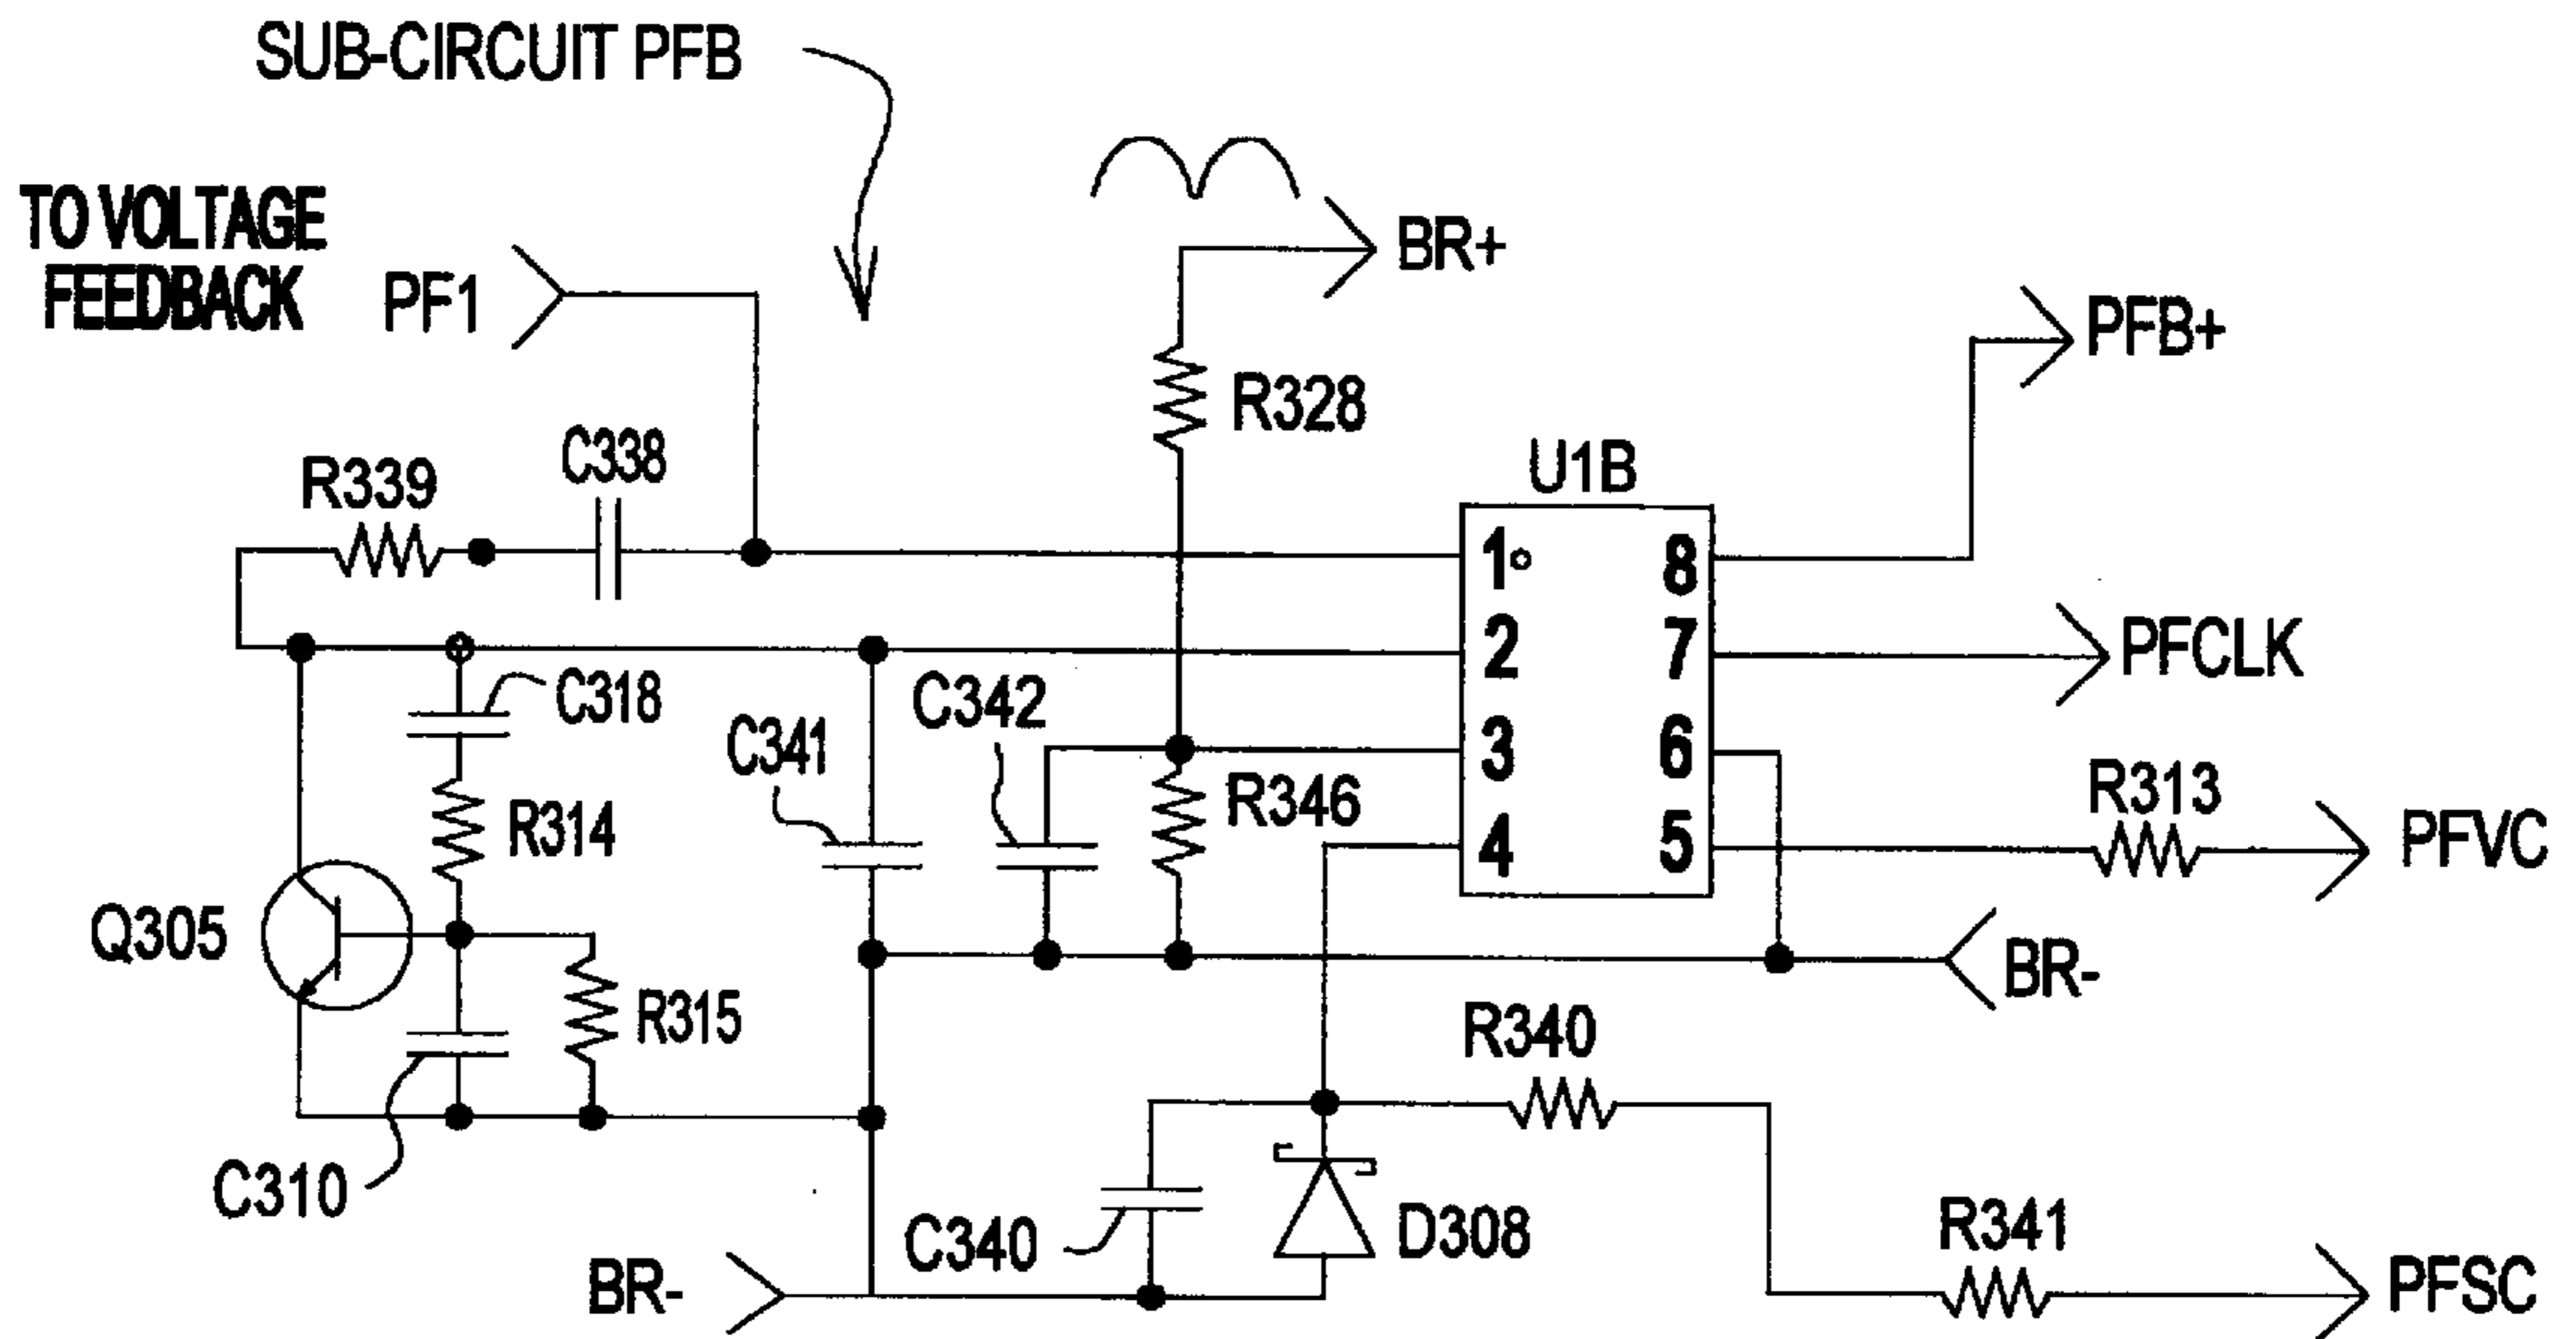 SUB-CIRCUIT PFB
TO VOLTAGE
FEEDBACK
PF1
BR+
PFB+
R328
C338
R339
U1B
1 8
2 7
3 6
4 5
PFCLK
C318
C342
C341
R346
R313
PFVC
R314
Q305
BR-
R315
R340
C310
C340
D308
R341
BR-
PFSC